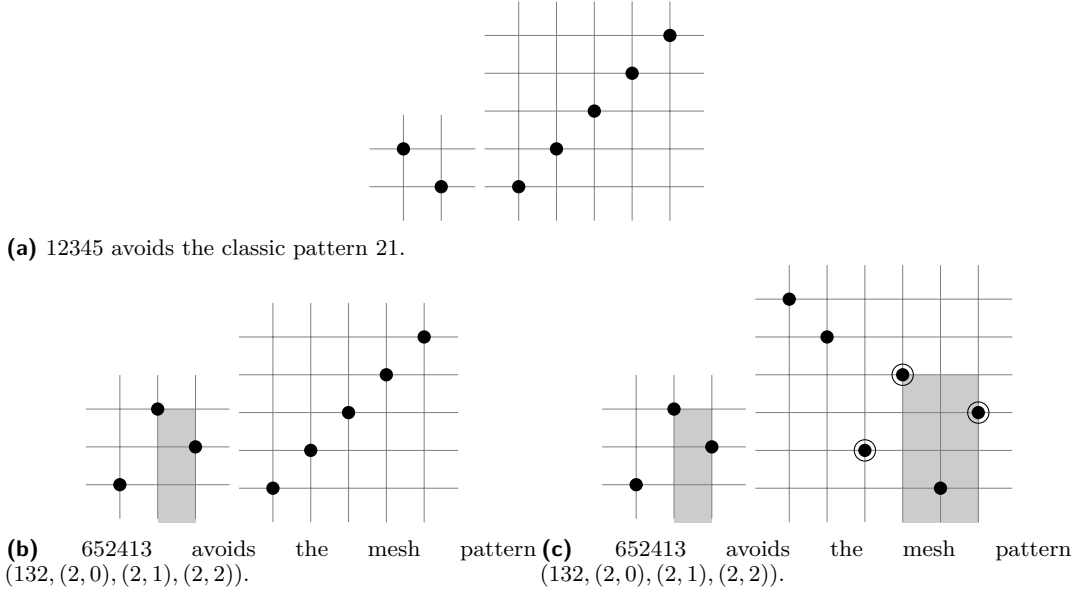 (a) 12345 avoids the classic pattern 21.
(b) 652413 avoids the mesh pattern
(132, (2, 0), (2, 1), (2, 2)).
(c) 652413 avoids the mesh pattern
(132, (2, 0), (2, 1), (2, 2)).